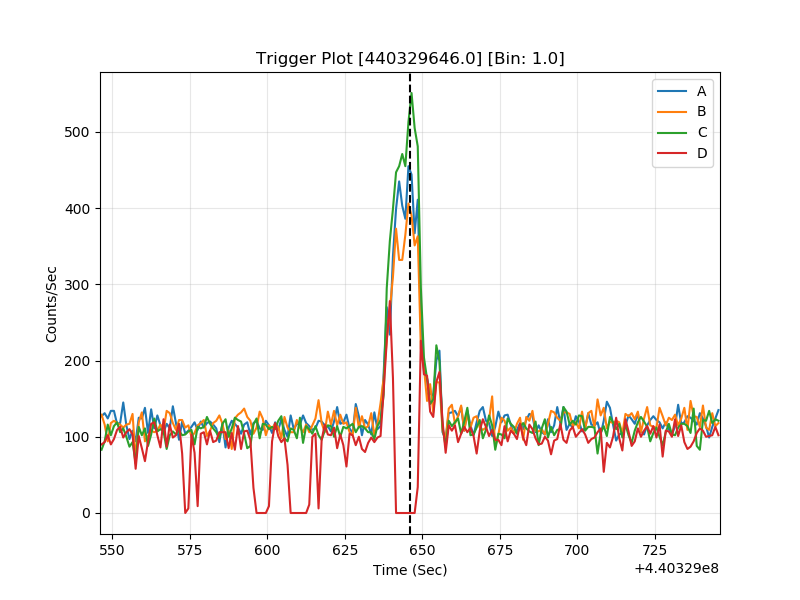 Trigger Plot [440329646.0] [Bin: 1.0]
A
B
C
D
Counts/Sec
500
400
300
200
100
0
550 575 600 625 650 675 700 725
Time (Sec)
+4.40329e8